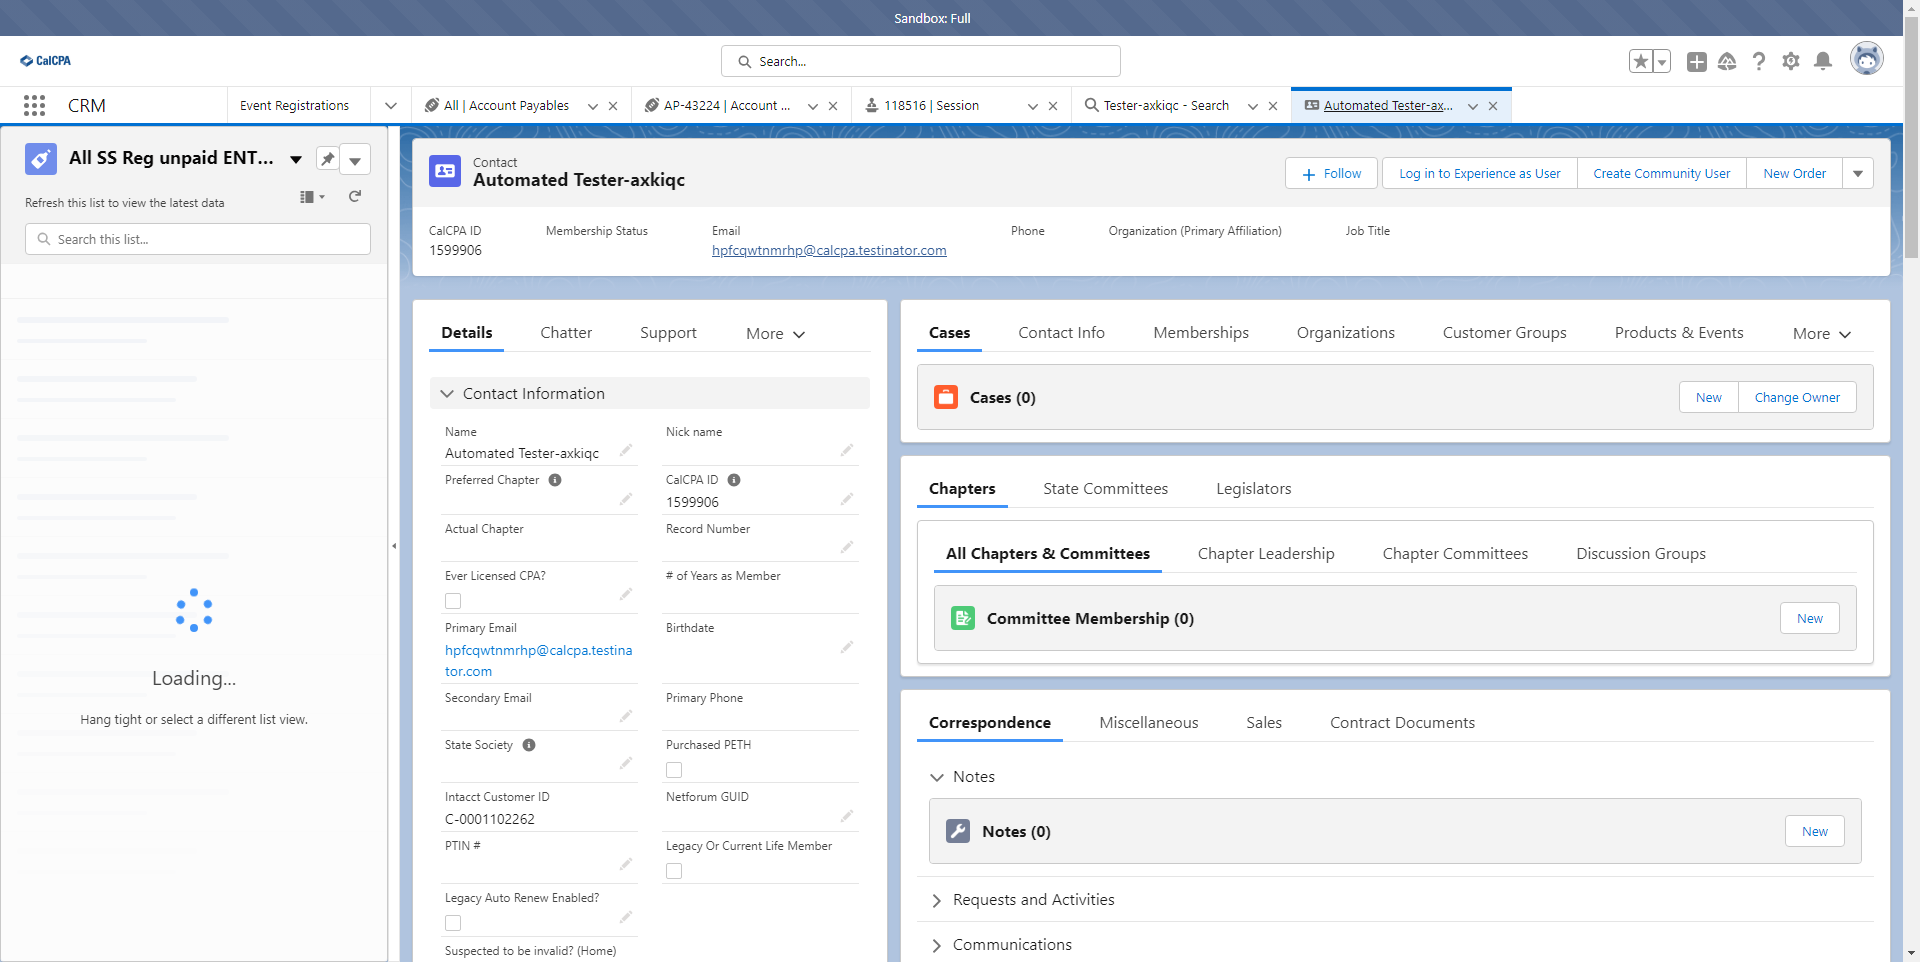 Sandbox: Full
CalCPA
Search...
CRM
Event Registrations
All | Account Payables
AP-43224 | Account ...
118516 | Session
Tester-axkiqc - Search
Automated Tester-ax...
All SS Reg unpaid ENT...
Refresh this list to view the latest data
Search this list...
Loading...
Hang tight or select a different list view.
Contact
Automated Tester-axkiqc
Follow
Log in to Experience as User
Create Community User
New Order
CalCPA ID
1599906
Membership Status
Email
hpfcqwtnmrhp@calcpa.testinator.com
Phone
Organization (Primary Affiliation)
Job Title
Details
Chatter
Support
More
Contact Information
Name
Automated Tester-axkiqc
Nick name
Preferred Chapter
CalCPA ID
1599906
Actual Chapter
Record Number
Ever Licensed CPA?
# of Years as Member
Primary Email
hpfcqwtnmrhp@calcpa.testina
tor.com
Birthdate
Secondary Email
Primary Phone
State Society
Purchased PETH
Intacct Customer ID
C-0001102262
Netforum GUID
PTIN #
Legacy Or Current Life Member
Legacy Auto Renew Enabled?
Suspected to be invalid? (Home)
Cases
Contact Info
Memberships
Organizations
Customer Groups
Products & Events
More
Cases (0)
New
Change Owner
Chapters
State Committees
Legislators
All Chapters & Committees
Chapter Leadership
Chapter Committees
Discussion Groups
Committee Membership (0)
New
Correspondence
Miscellaneous
Sales
Contract Documents
Notes
Notes (0)
New
Requests and Activities
Communications